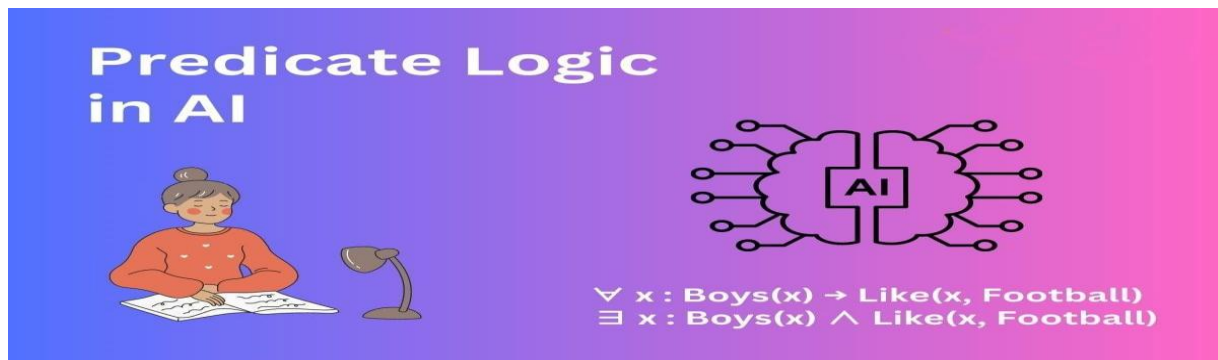 Predicate Logic
in AI
AI
∀ x : Boys(x) → Like(x, Football)
∃ x : Boys(x) ∧ Like(x, Football)